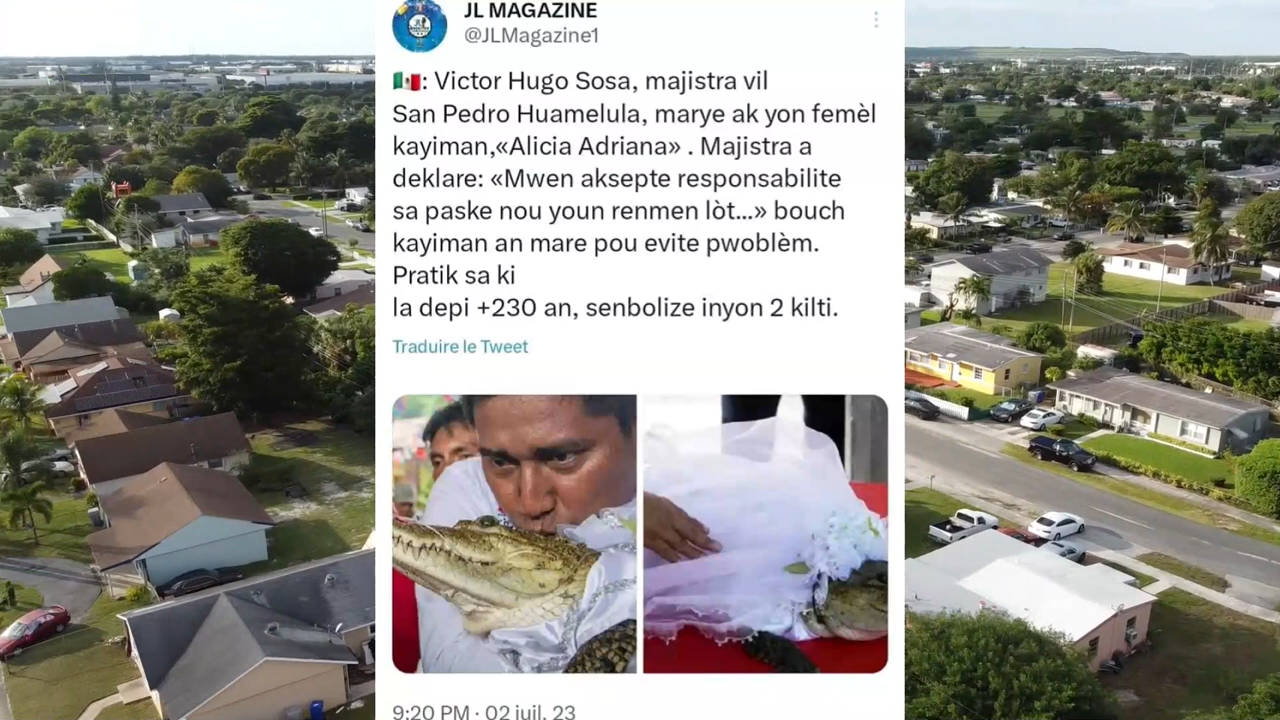 JL MAGAZINE
@JLMagazine1
🇲🇽: Victor Hugo Sosa, majistra vil
San Pedro Huamelula, marye ak yon femèl
kayiman,«Alicia Adriana» . Majistra a
deklare: «Mwen aksepte responsabilite
sa paske nou youn renmen lòt...» bouch
kayiman an mare pou evite pwoblèm.
Pratik sa ki
la depi +230 an, senbolize inyon 2 kilti.
Traduire le Tweet
9:20 PM · 02 juil. 23